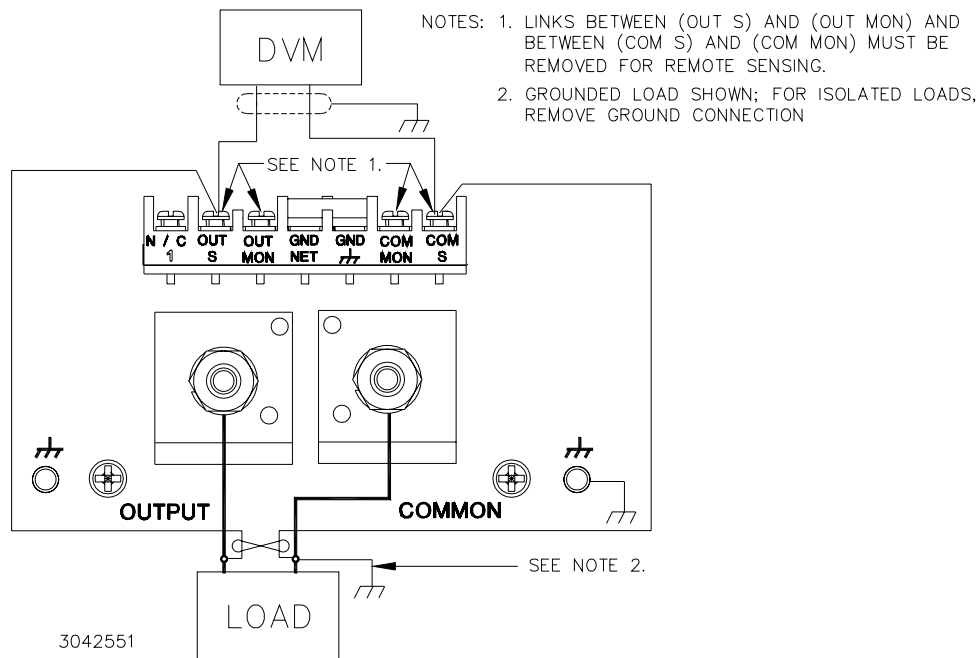 NOTES: 1. LINKS BETWEEN (OUT S) AND (OUT MON) AND
BETWEEN (COM S) AND (COM MON) MUST BE
REMOVED FOR REMOTE SENSING.
2. GROUNDED LOAD SHOWN; FOR ISOLATED LOADS,
REMOVE GROUND CONNECTION
DVM
SEE NOTE 1.
N / C
1
OUT
S
OUT
MON
GND
NET
GND
COM
MON
COM
S
OUTPUT
COMMON
SEE NOTE 2.
LOAD
3042551